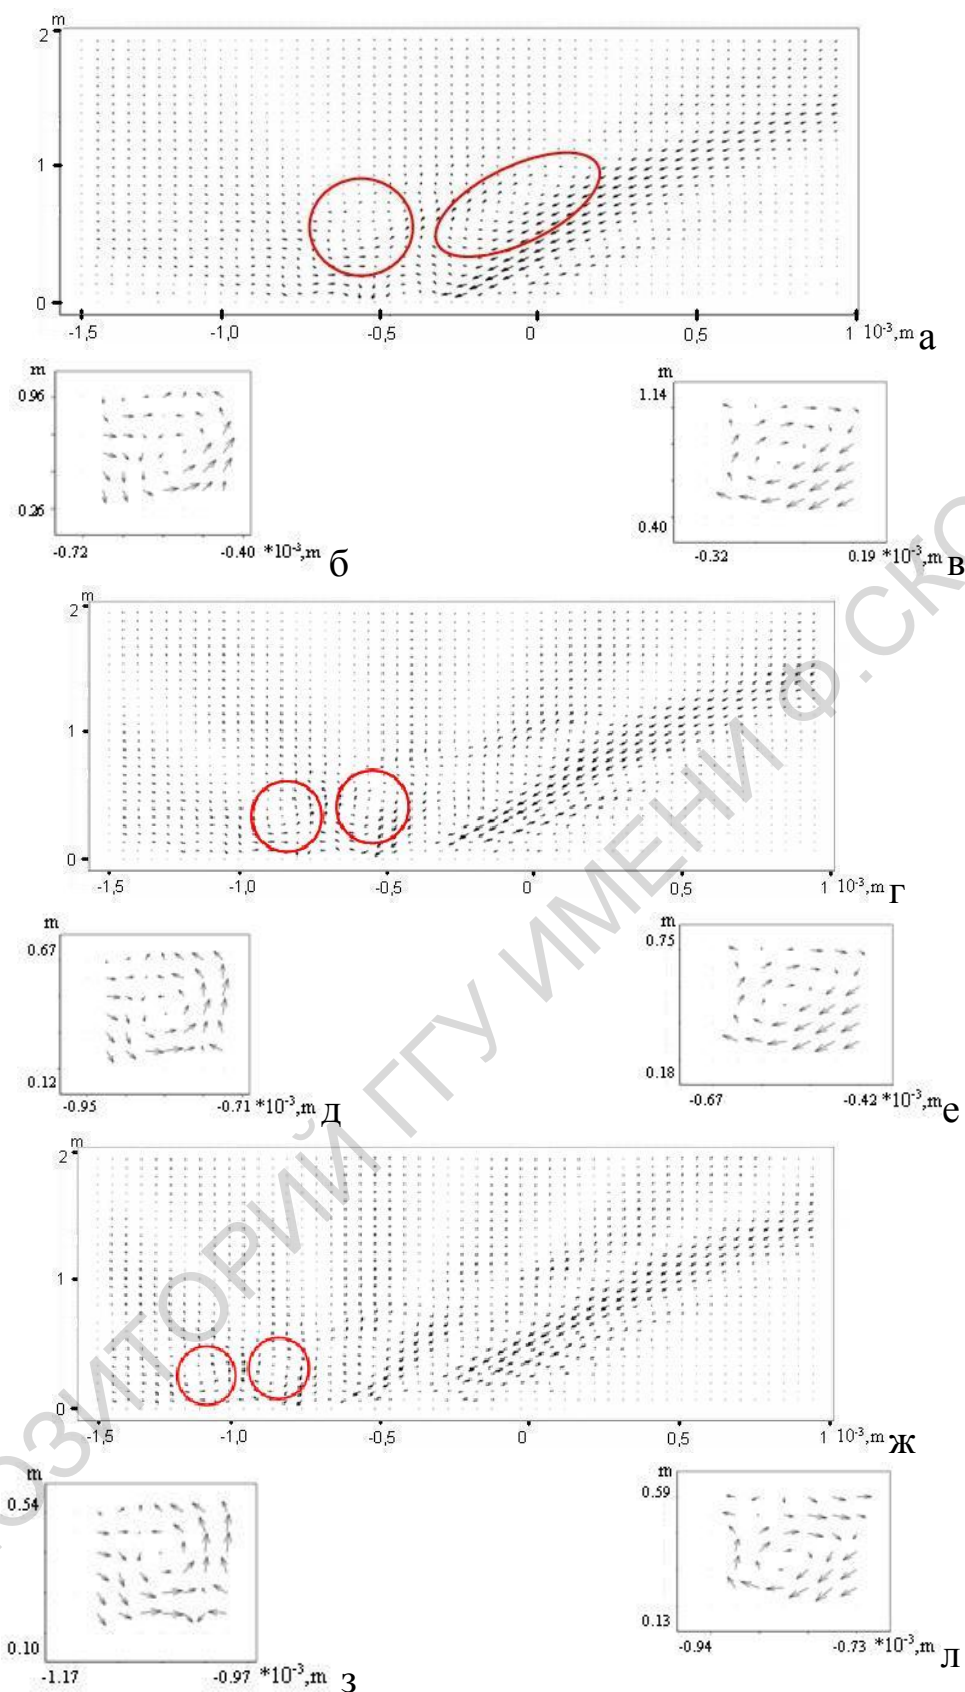 m
2
1
0
-1,5 -1,0 -0,5 0 0,5 1 10⁻³,m а
m
0.96
0.26
-0.72 -0.40 *10⁻³,m б
m
1.14
0.40
-0.32 0.19 *10⁻³,m в
m
2
1
0
-1,5 -1,0 -0,5 0 0,5 1 10⁻³,m г
m
0.67
0.12
-0.95 -0.71 *10⁻³,m д
m
0.75
0.18
-0.67 -0.42 *10⁻³,m е
m
2
1
0
-1,5 -1,0 -0,5 0 0,5 1 10⁻³,m ж
m
0.54
0.10
-1.17 -0.97 *10⁻³,m з
m
0.59
0.13
-0.94 -0.73 *10⁻³,m л
ОЗИТОРИЙ ГГУ ИМЕНИ Ф.СКО